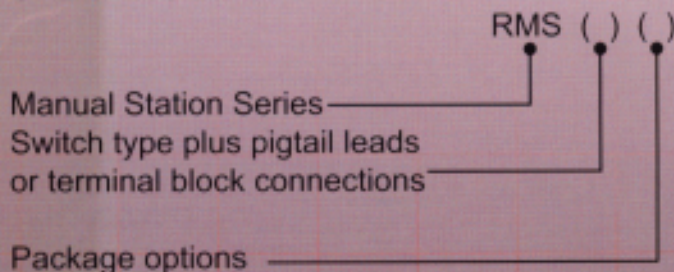 RMS ( ) ( )
Manual Station Series
Switch type plus pigtail leads
or terminal block connections
Package options